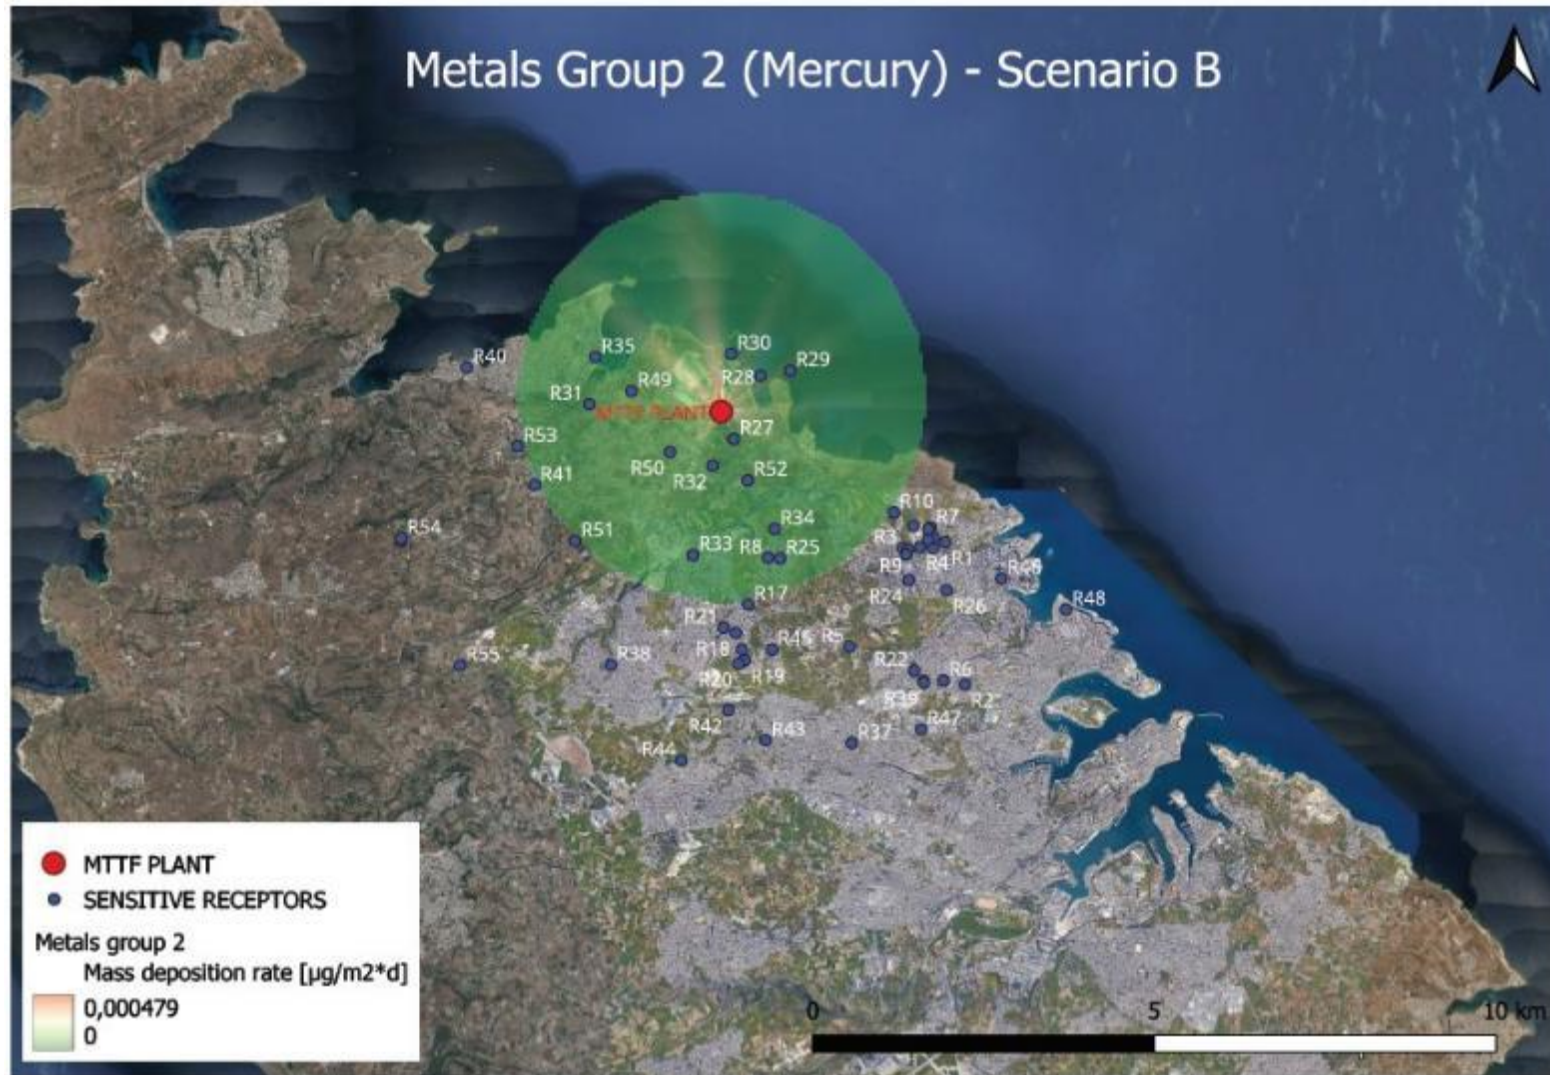 Metals Group 2 (Mercury) - Scenario B
R30
R35
R29
R40
R28
R49
R31
MTTF PLANT
R27
R53
R50
R32
R52
R41
R10
R7
R34
R54
R51
R3
R33
R8
R25
R9
R4
R1
R24
R26
R17
R48
R21
R18
R46
R5
R55
R38
R22
R6
R20
R19
R2
R42
R43
R47
R37
R44
MTTF PLANT
SENSITIVE RECEPTORS
Metals group 2
Mass deposition rate [µg/m2*d]
0,000479
0
0
5
10 km